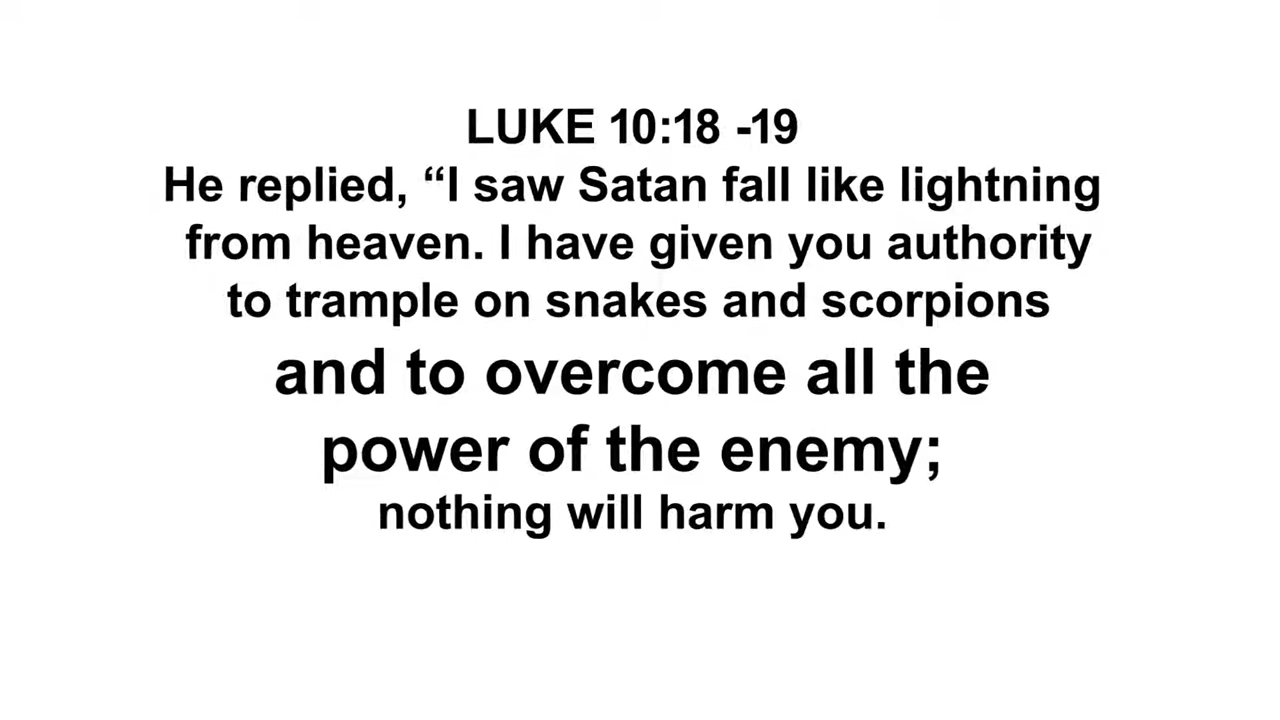 LUKE 10:18 -19
He replied, “I saw Satan fall like lightning
from heaven. I have given you authority
to trample on snakes and scorpions
and to overcome all the
power of the enemy;
nothing will harm you.